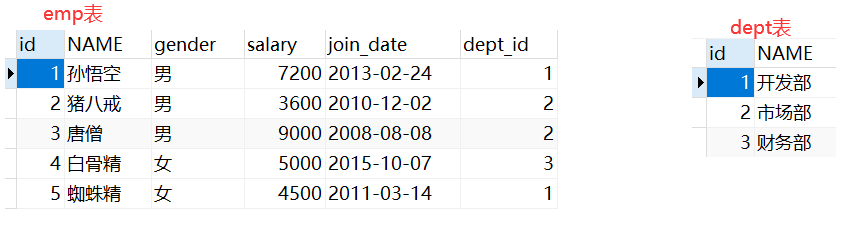 emp表
id NAME gender salary join_date dept_id
1 孙悟空 男 7200 2013-02-24 1
2 猪八戒 男 3600 2010-12-02 2
3 唐僧 男 9000 2008-08-08 2
4 白骨精 女 5000 2015-10-07 3
5 蜘蛛精 女 4500 2011-03-14 1
dept表
id NAME
1 开发部
2 市场部
3 财务部